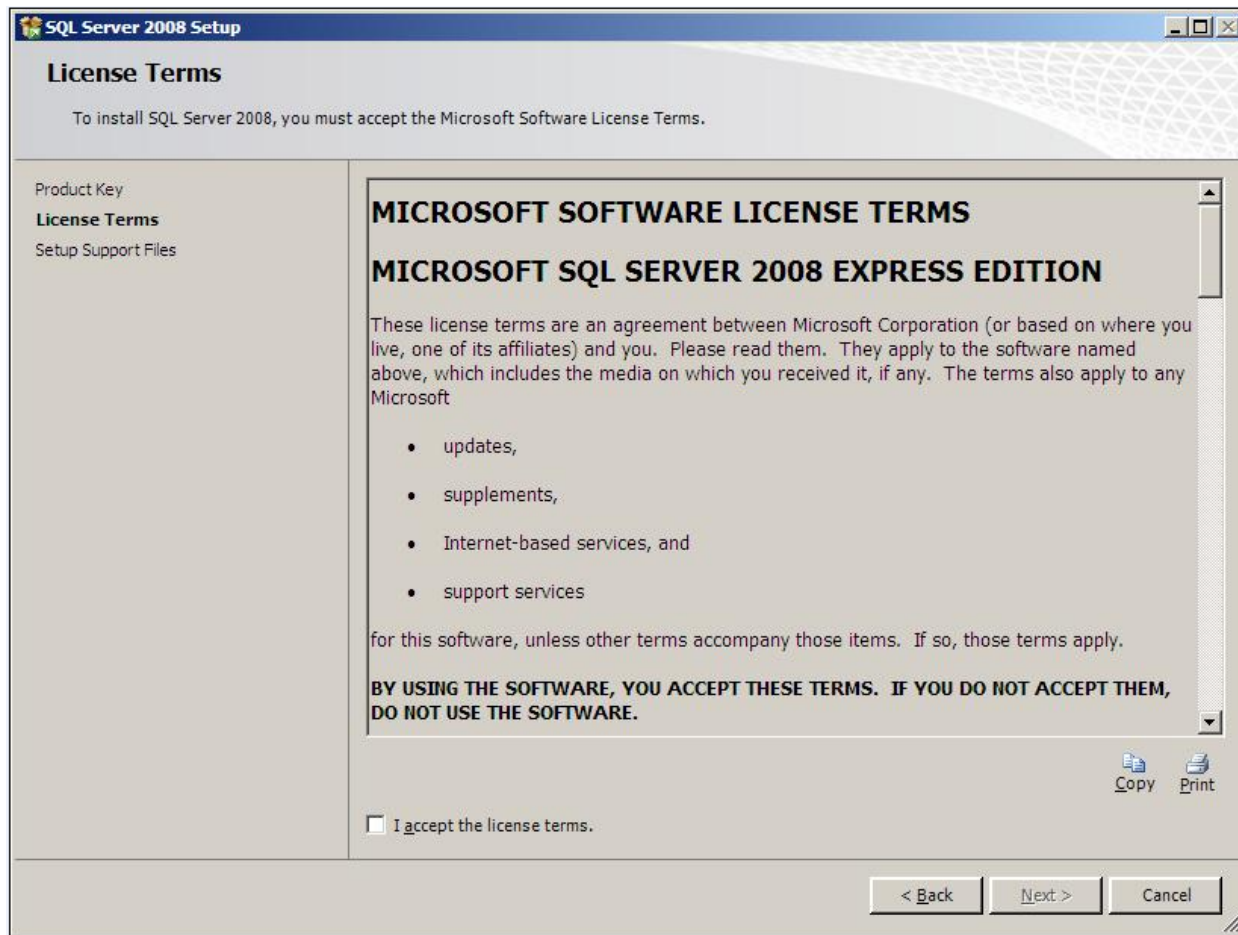 SQL Server 2008 Setup
License Terms
To install SQL Server 2008, you must accept the Microsoft Software License Terms.
Product Key
License Terms
Setup Support Files
MICROSOFT SOFTWARE LICENSE TERMS
MICROSOFT SQL SERVER 2008 EXPRESS EDITION
These license terms are an agreement between Microsoft Corporation (or based on where you
live, one of its affiliates) and you.  Please read them.  They apply to the software named
above, which includes the media on which you received it, if any.  The terms also apply to any
Microsoft
• updates,
• supplements,
• Internet-based services, and
• support services
for this software, unless other terms accompany those items.  If so, those terms apply.
BY USING THE SOFTWARE, YOU ACCEPT THESE TERMS.  IF YOU DO NOT ACCEPT THEM,
DO NOT USE THE SOFTWARE.
Copy Print
I accept the license terms.
< Back Next > Cancel